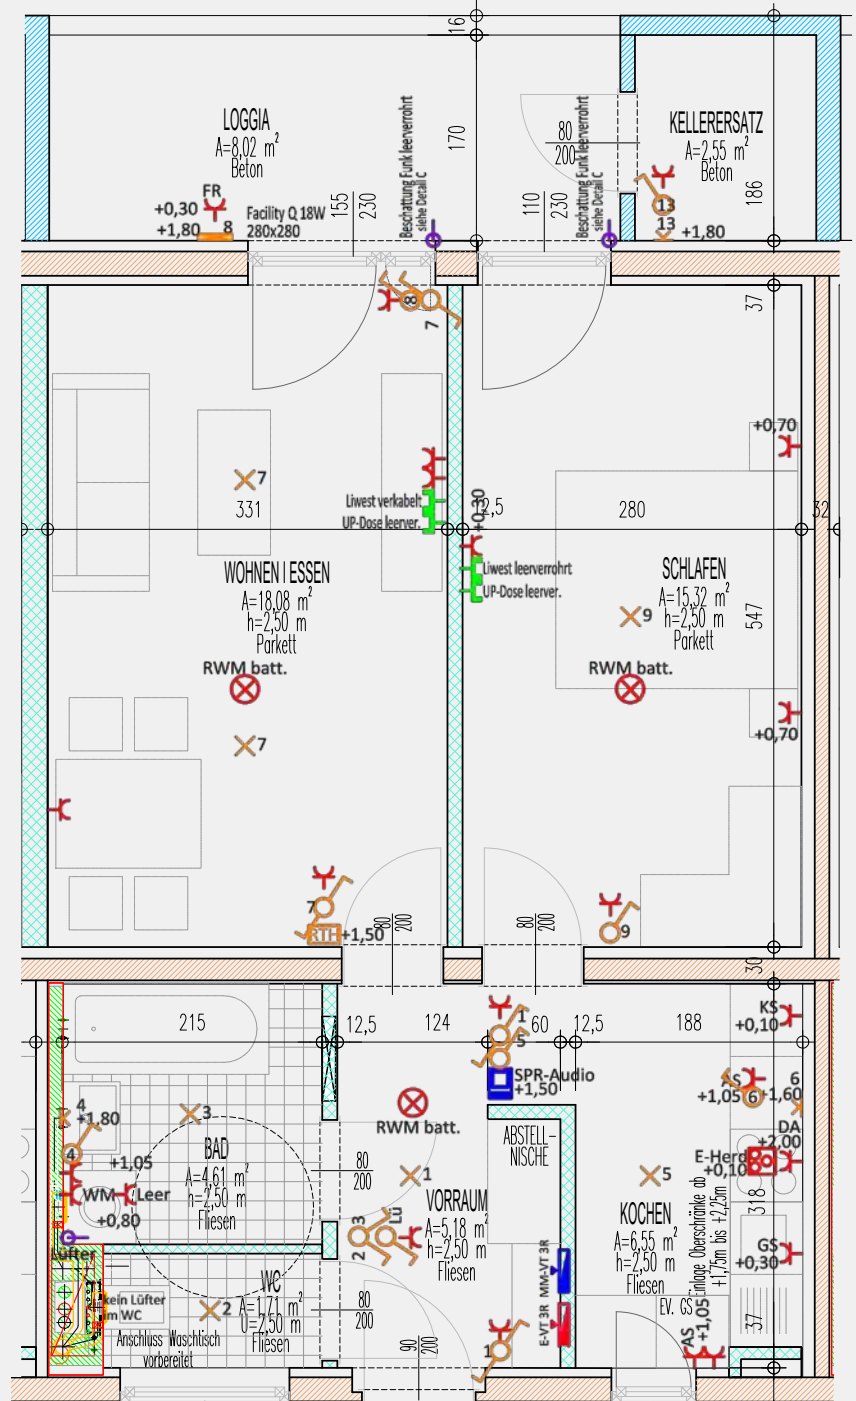 16
LOGGIA
A=8,02 m²
Beton
170
Beschattung Funk leerverrohrt
siehe Detail C
80
200
Beschattung Funk leerverrohrt
siehe Detail C
KELLERERSATZ
A=2,55 m²
Beton
186
FR
+0,30
+1,80
8
Facility Q 18W
280x280
155
230
110
230
13
13
+1,80
37
8
7
+0,70
7
Liwest verkabelt
UP-Dose leerver.
331
+0,30
12,5
280
32
Liwest leerverrohrt
UP-Dose leerver.
WOHNEN | ESSEN
A=18,08 m²
h=2,50 m
Parkett
SCHLAFEN
A=15,32 m²
h=2,50 m
Parkett
9
547
RWM batt.
RWM batt.
+0,70
7
7
RTH
+1,50
80
200
80
200
9
30
215
12,5
124
1
5
60
12,5
188
KS
+0,10
SPR-Audio
+1,50
AS
+1,05
6
6
+1,60
4
+1,80
3
RWM batt.
ABSTELL-
NISCHE
DA
+2,00
4
+1,05
BAD
A=4,61 m²
h=2,50 m
Fliesen
80
200
1
5
E-Herd
+0,10
WM
Leer
+0,80
VORRAUM
A=5,18 m²
h=2,50 m
Fliesen
KOCHEN
A=6,55 m²
h=2,50 m
Fliesen
Einlage Oberschränke ab
+1,75m bis +2,25m
318
3
2
Lü
Lüfter
GS
+0,30
MM-VT 3R
E-VT 3R
kein Lüfter
im WC
2
WC
A=1,71 m²
U=2,50 m
Fliesen
80
200
EV. GS
+1,05
AS
37
Anschluss Waschtisch
vorbereitet
90
200
1